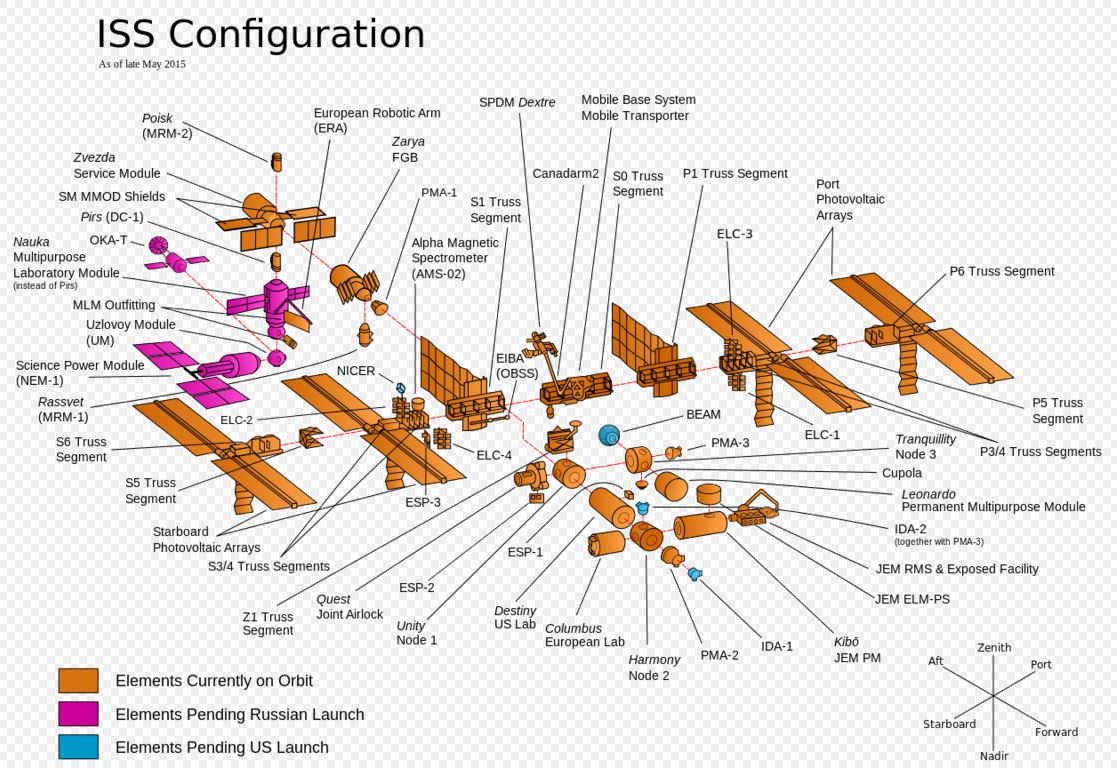 ISS Configuration
As of late May 2015
Poisk
(MRM-2)
European Robotic Arm
(ERA)
SPDM Dextre
Mobile Base System
Mobile Transporter
Zarya
FGB
Zvezda
Service Module
SM MMOD Shields
Pirs (DC-1)
OKA-T
Nauka
Multipurpose
Laboratory Module
(instead of Pirs)
MLM Outfitting
Uzlovoy Module
(UM)
Science Power Module
(NEM-1)
Rassvet
(MRM-1)
PMA-1
S1 Truss
Segment
Alpha Magnetic
Spectrometer
(AMS-02)
Canadarm2
S0 Truss
Segment
P1 Truss Segment
Port
Photovoltaic
Arrays
ELC-3
P6 Truss Segment
EIBA
(OBSS)
NICER
ELC-2
S6 Truss
Segment
S5 Truss
Segment
Starboard
Photovoltaic Arrays
S3/4 Truss Segments
ELC-4
ESP-3
BEAM
PMA-3
ELC-1
P5 Truss
Segment
P3/4 Truss Segments
Tranquillity
Node 3
Cupola
Leonardo
Permanent Multipurpose Module
IDA-2
(together with PMA-3)
JEM RMS & Exposed Facility
JEM ELM-PS
Z1 Truss
Segment
Quest
Joint Airlock
ESP-2
Unity
Node 1
ESP-1
Destiny
US Lab
Columbus
European Lab
Harmony
Node 2
PMA-2
IDA-1
Kibō
JEM PM
Elements Currently on Orbit
Elements Pending Russian Launch
Elements Pending US Launch
Zenith
Aft
Port
Starboard
Forward
Nadir